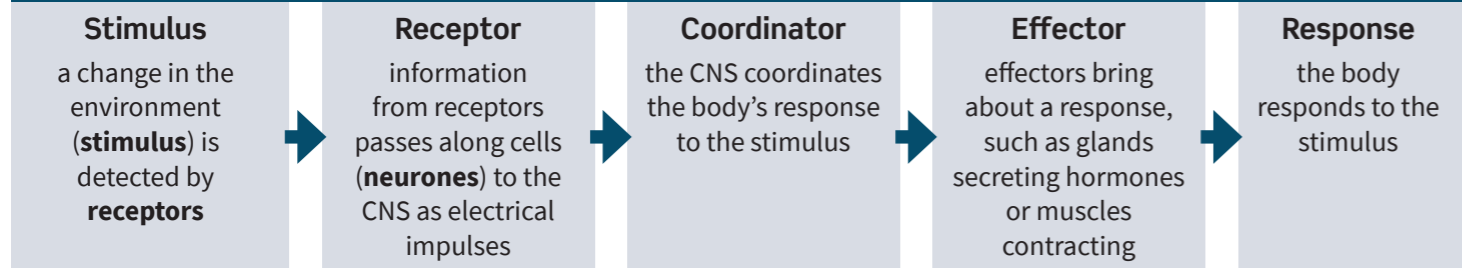 Stimulus
a change in the
environment
(stimulus) is
detected by
receptors
Receptor
information
from receptors
passes along cells
(neurones) to the
CNS as electrical
impulses
Coordinator
the CNS coordinates
the body’s response
to the stimulus
Effector
effectors bring
about a response,
such as glands
secreting hormones
or muscles
contracting
Response
the body
responds to the
stimulus